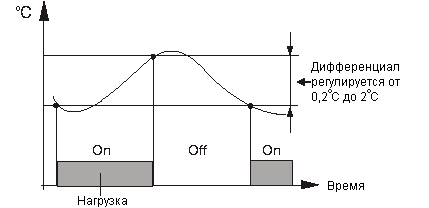 °C
Дифференциал
регулируется от
0,2°C до 2°C
On
Off
On
Нагрузка
Время